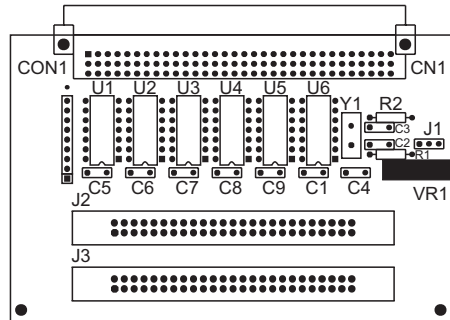 CON1 CN1
U1 U2 U3 U4 U5 U6 Y1 R2
C3
J1
C2
R1
C5 C6 C7 C8 C9 C1 C4 VR1
J2
J3